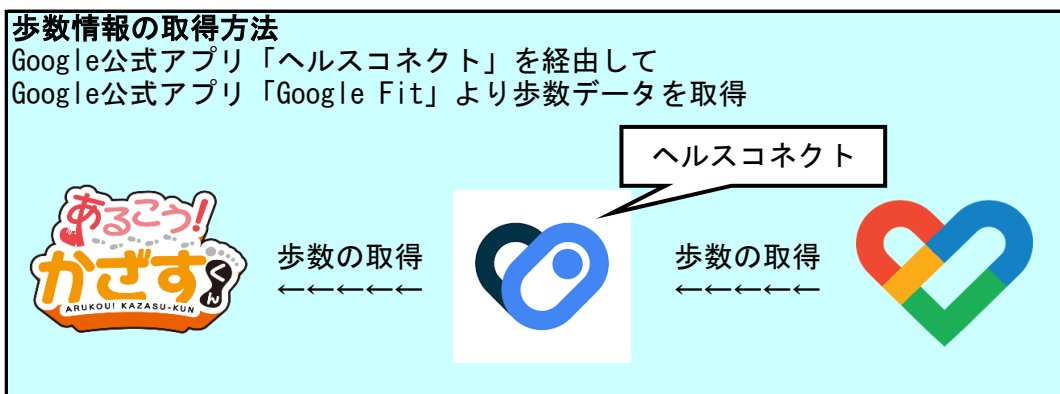 歩数情報の取得方法
Google公式アプリ「ヘルスコネクト」を経由して
Google公式アプリ「Google Fit」より歩数データを取得
ヘルスコネクト
あるこう!
かざすくん
ARUKOU! KAZASU-KUN
歩数の取得
←←←←←
歩数の取得
←←←←←